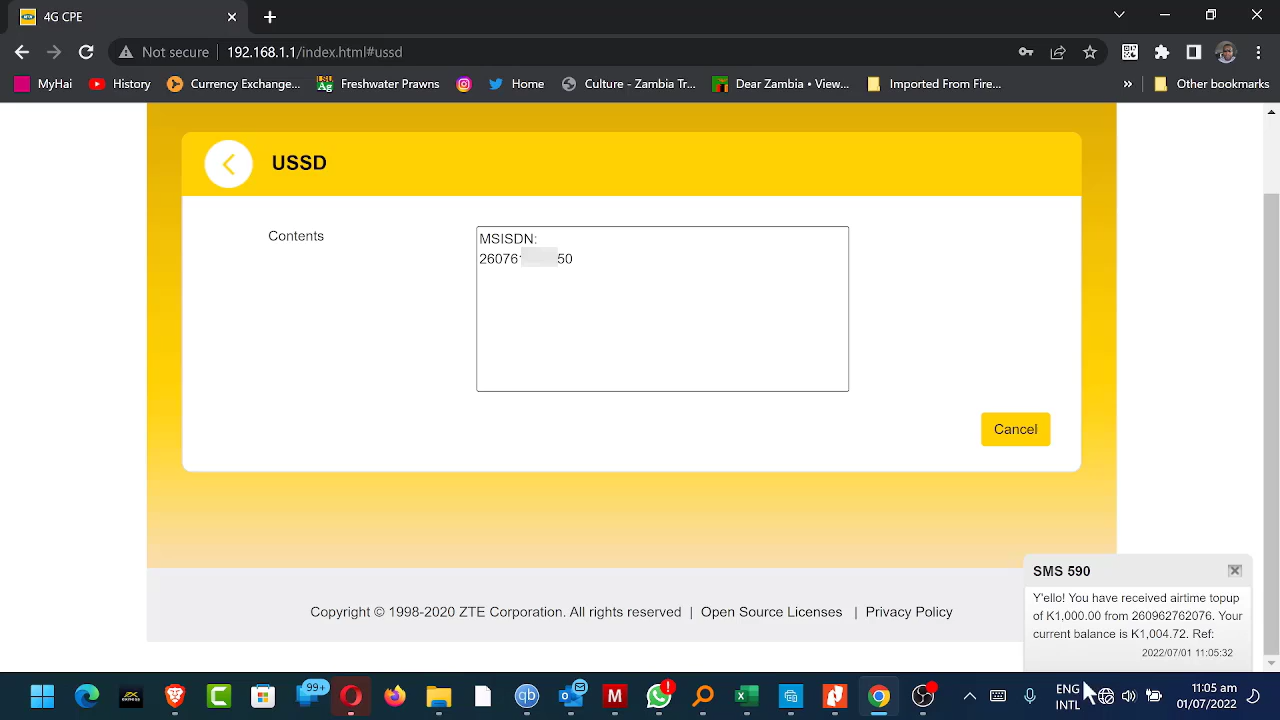 4G CPE
Not secure
192.168.1.1/index.html#ussd
MyHai
History
Currency Exchange...
Freshwater Prawns
Home
Culture - Zambia Tr...
Dear Zambia - View...
Imported From Fire...
»
Other bookmarks
USSD
Contents
MSISDN:
26076 50
Cancel
Copyright © 1998-2020 ZTE Corporation. All rights reserved | Open Source Licenses | Privacy Policy
SMS 590
Y'ello! You have received airtime topup
of K1,000.00 from 260962762076. Your
current balance is K1,004.72. Ref:
2022/07/01 11:05:32
EXPRESS
99+
ENG
INTL
11:05 am
01/07/2022